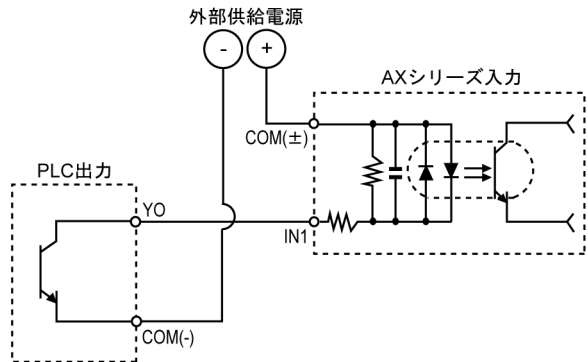 外部供給電源
- +
AXシリーズ入力
COM(±)
PLC出力
YO
IN1
COM(-)